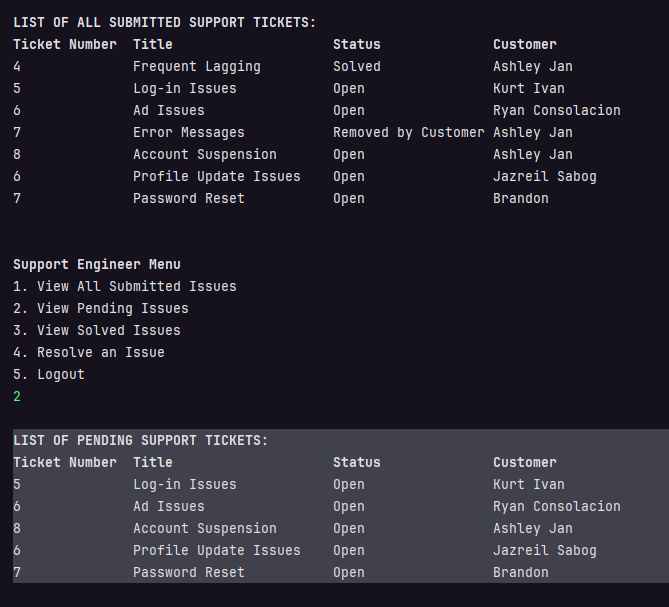 LIST OF ALL SUBMITTED SUPPORT TICKETS:
Ticket Number  Title                    Status              Customer
4              Frequent Lagging         Solved              Ashley Jan
5              Log-in Issues            Open                Kurt Ivan
6              Ad Issues                Open                Ryan Consolacion
7              Error Messages           Removed by Customer Ashley Jan
8              Account Suspension       Open                Ashley Jan
6              Profile Update Issues    Open                Jazreil Sabog
7              Password Reset           Open                Brandon
Support Engineer Menu
1. View All Submitted Issues
2. View Pending Issues
3. View Solved Issues
4. Resolve an Issue
5. Logout
2
LIST OF PENDING SUPPORT TICKETS:
Ticket Number  Title                    Status              Customer
5              Log-in Issues            Open                Kurt Ivan
6              Ad Issues                Open                Ryan Consolacion
8              Account Suspension       Open                Ashley Jan
6              Profile Update Issues    Open                Jazreil Sabog
7              Password Reset           Open                Brandon